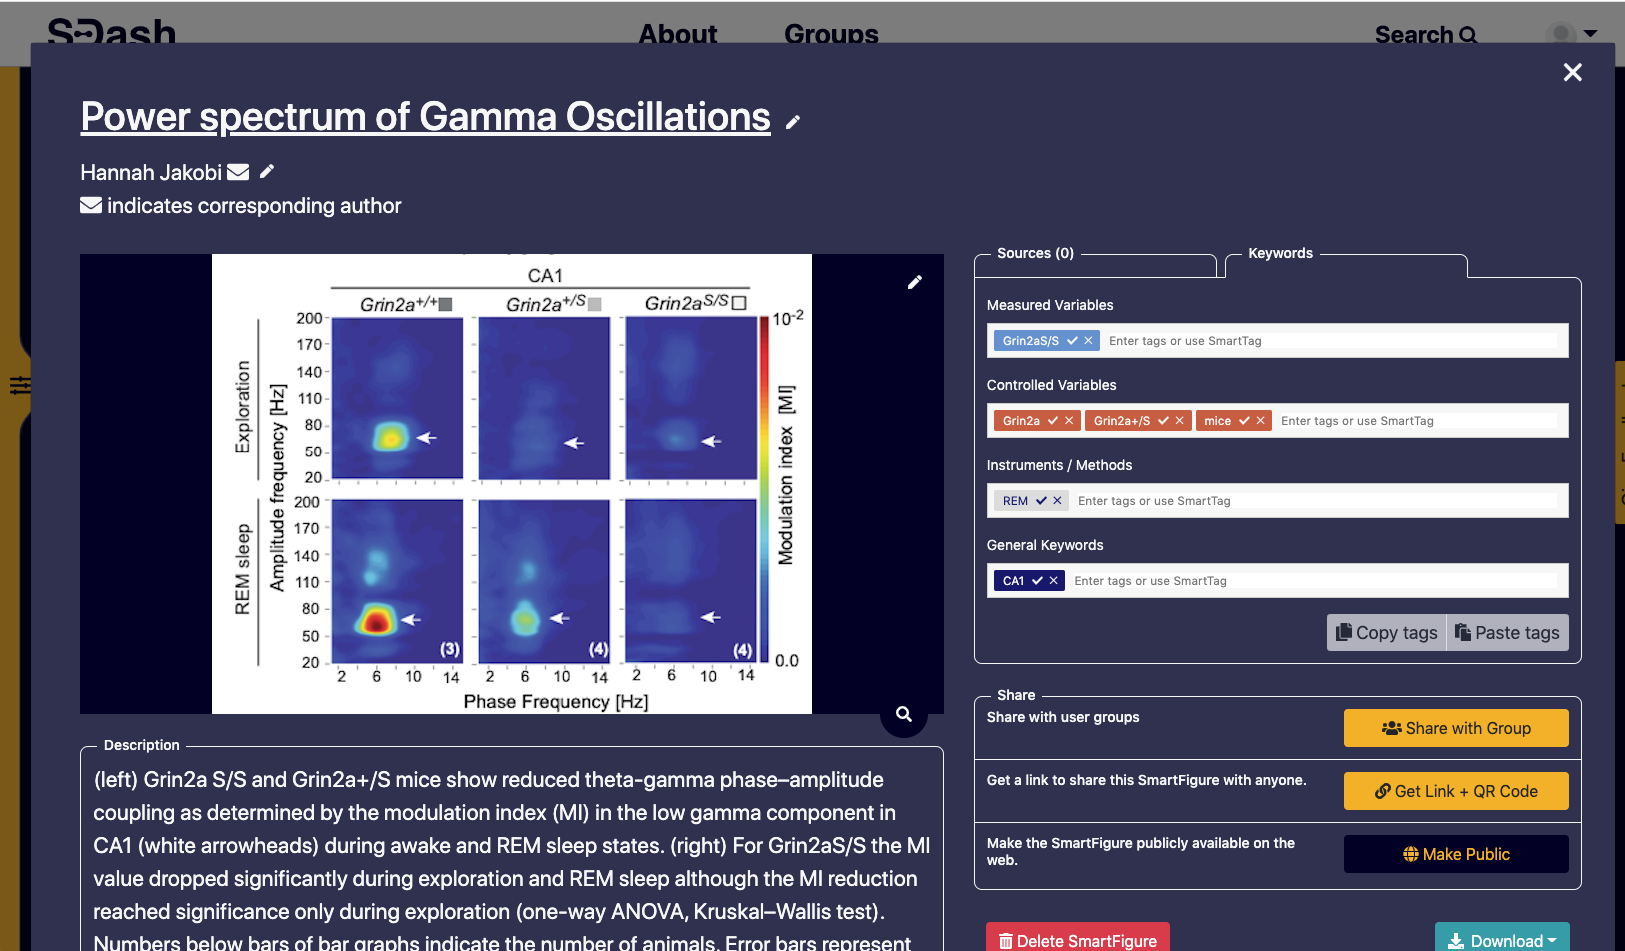 SDash
About
Groups
Search
Power spectrum of Gamma Oscillations
Hannah Jakobi
indicates corresponding author
CA1
Grin2a+/+
Grin2a+/S
Grin2aS/S
Exploration
REM sleep
Amplitude frequency [Hz]
200
170
140
110
80
50
20
200
170
140
110
80
50
20
(3)
(4)
(4)
2 6 10 14
2 6 10 14
2 6 10 14
Phase Frequency [Hz]
10-2
Modulation index [MI]
0.0
Description
(left) Grin2a S/S and Grin2a+/S mice show reduced theta-gamma phase–amplitude
coupling as determined by the modulation index (MI) in the low gamma component in
CA1 (white arrowheads) during awake and REM sleep states. (right) For Grin2aS/S the MI
value dropped significantly during exploration and REM sleep although the MI reduction
reached significance only during exploration (one-way ANOVA, Kruskal–Wallis test).
Numbers below bars of bar graphs indicate the number of animals. Error bars represent
Sources (0)
Keywords
Measured Variables
Grin2aS/S Enter tags or use SmartTag
Controlled Variables
Grin2a Grin2a+/S mice Enter tags or use SmartTag
Instruments / Methods
REM Enter tags or use SmartTag
General Keywords
CA1 Enter tags or use SmartTag
Copy tags Paste tags
Share
Share with user groups
Share with Group
Get a link to share this SmartFigure with anyone.
Get Link + QR Code
Make the SmartFigure publicly available on the
web.
Make Public
Delete SmartFigure
Download